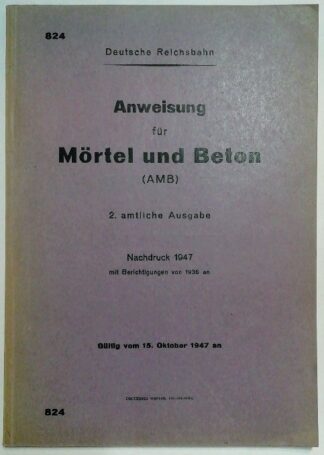 824
Deutsche Reichsbahn
Anweisung
für
Mörtel und Beton
(AMB)
2. amtliche Ausgabe
Nachdruck 1947
mit Berichtigungen von 1936 an
Gültig vom 15. Oktober 1947 an
824